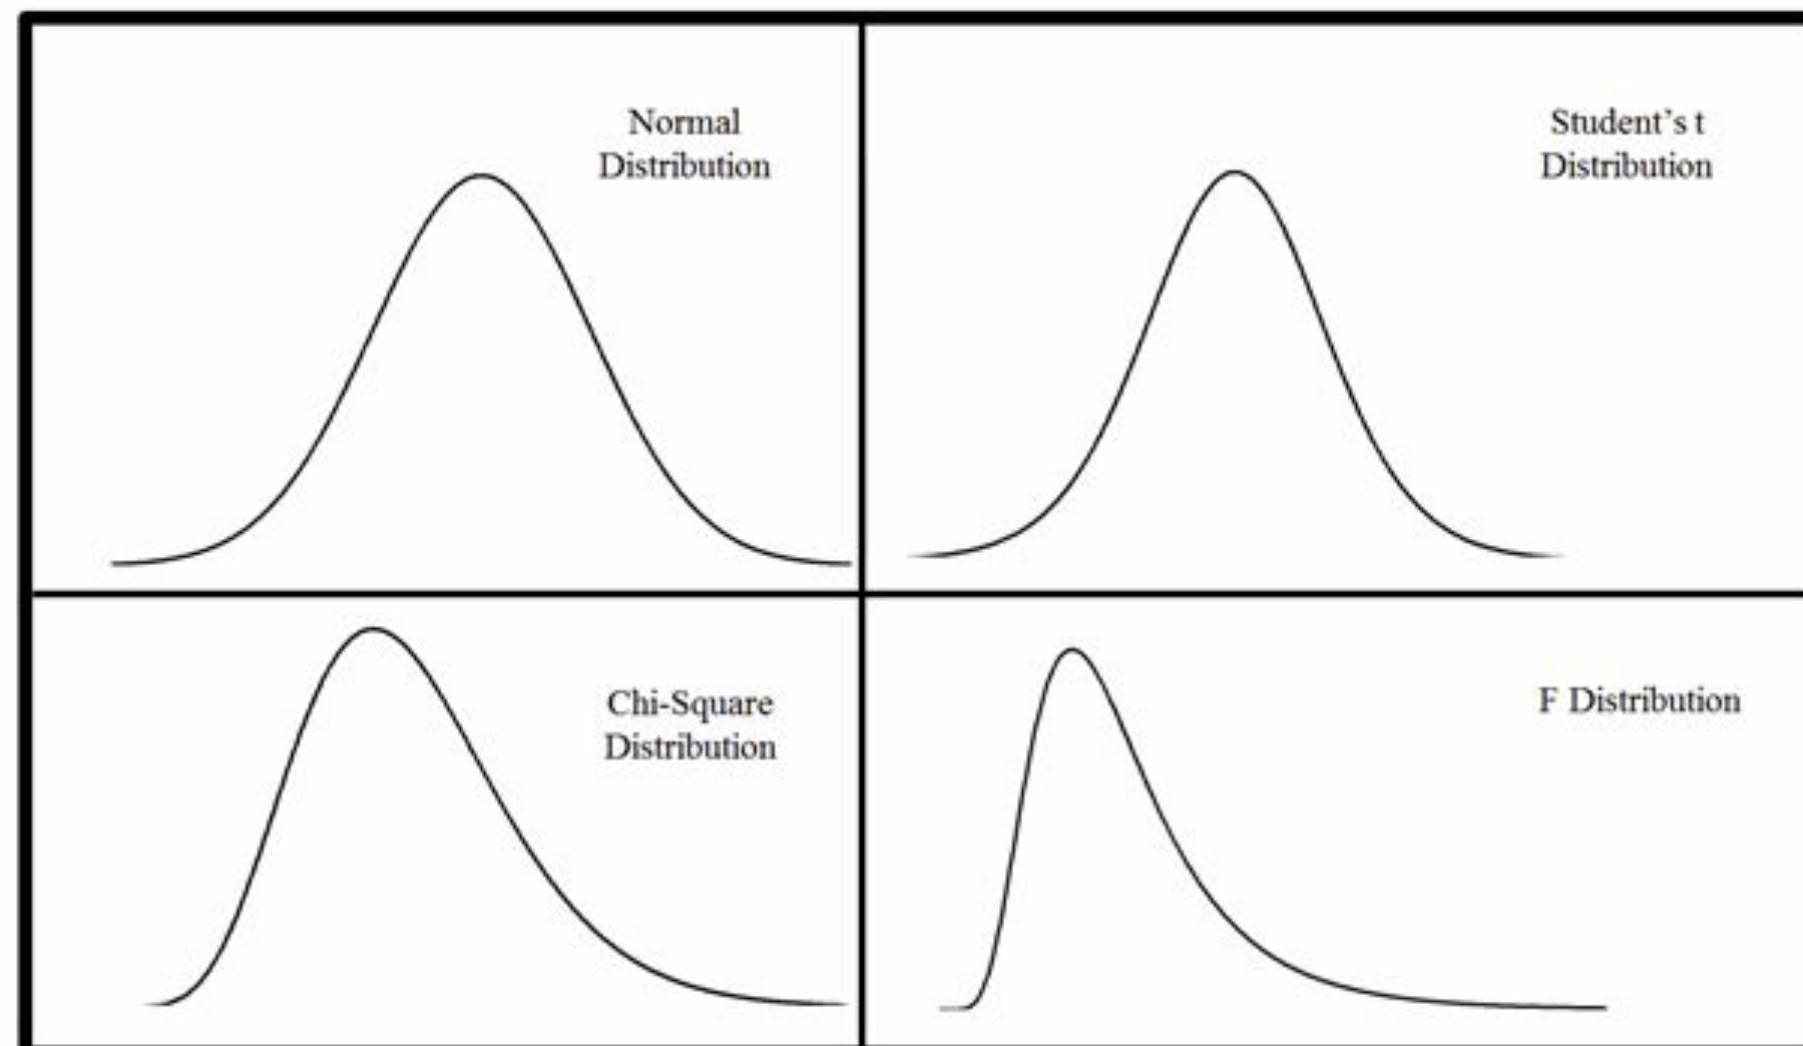 Normal
Distribution
Student's t
Distribution
Chi-Square
Distribution
F Distribution